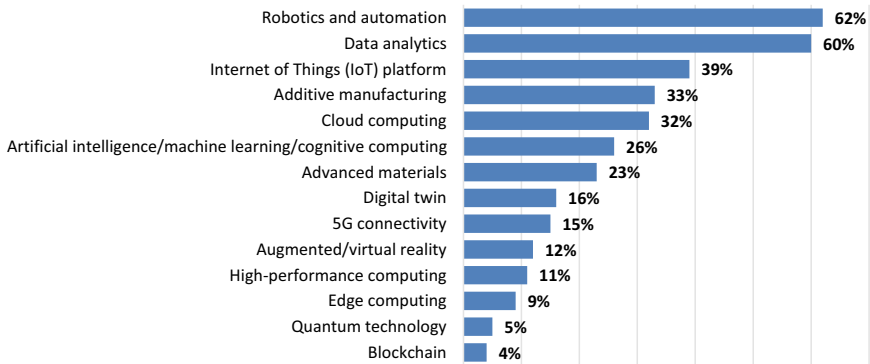 Robotics and automation 62%
Data analytics 60%
Internet of Things (IoT) platform 39%
Additive manufacturing 33%
Cloud computing 32%
Artificial intelligence/machine learning/cognitive computing 26%
Advanced materials 23%
Digital twin 16%
5G connectivity 15%
Augmented/virtual reality 12%
High-performance computing 11%
Edge computing 9%
Quantum technology 5%
Blockchain 4%